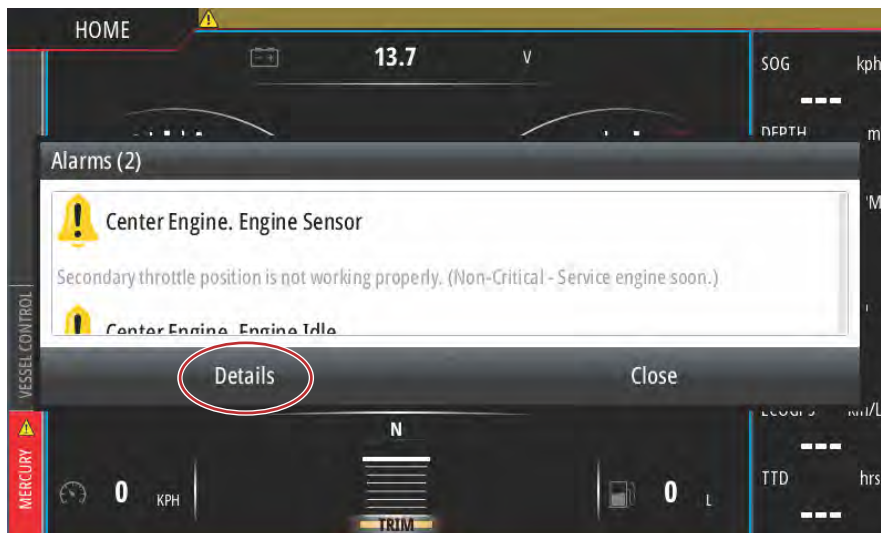 HOME
13.7 V
SOG kph
---
DEPTH m
Alarms (2)
Center Engine. Engine Sensor
Secondary throttle position is not working properly. (Non-Critical - Service engine soon.)
Center Engine. Engine Idle
VESSEL CONTROL
Details Close
N
MERCURY
0 KPH
TRIM
0 L
---
TTD hrs
---